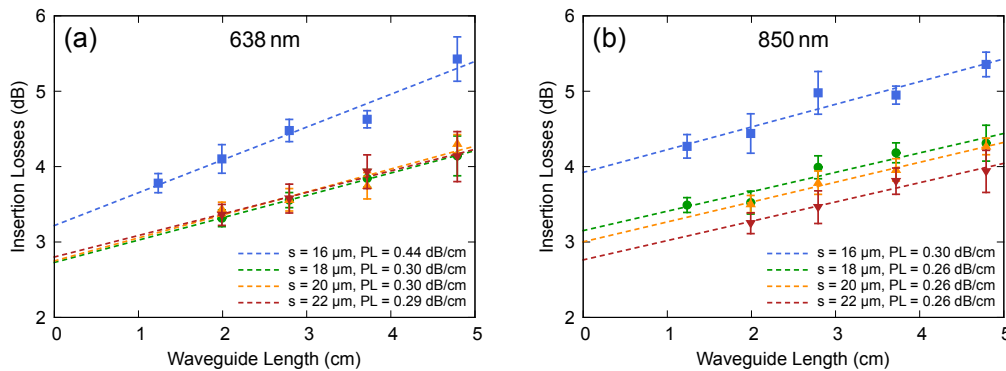 (a)
638 nm
Insertion Losses (dB)
6
5
4
3
2
s = 16 μm, PL = 0.44 dB/cm
s = 18 μm, PL = 0.30 dB/cm
s = 20 μm, PL = 0.30 dB/cm
s = 22 μm, PL = 0.29 dB/cm
0 1 2 3 4 5
Waveguide Length (cm)
(b)
850 nm
Insertion Losses (dB)
6
5
4
3
2
s = 16 μm, PL = 0.30 dB/cm
s = 18 μm, PL = 0.26 dB/cm
s = 20 μm, PL = 0.26 dB/cm
s = 22 μm, PL = 0.26 dB/cm
0 1 2 3 4 5
Waveguide Length (cm)